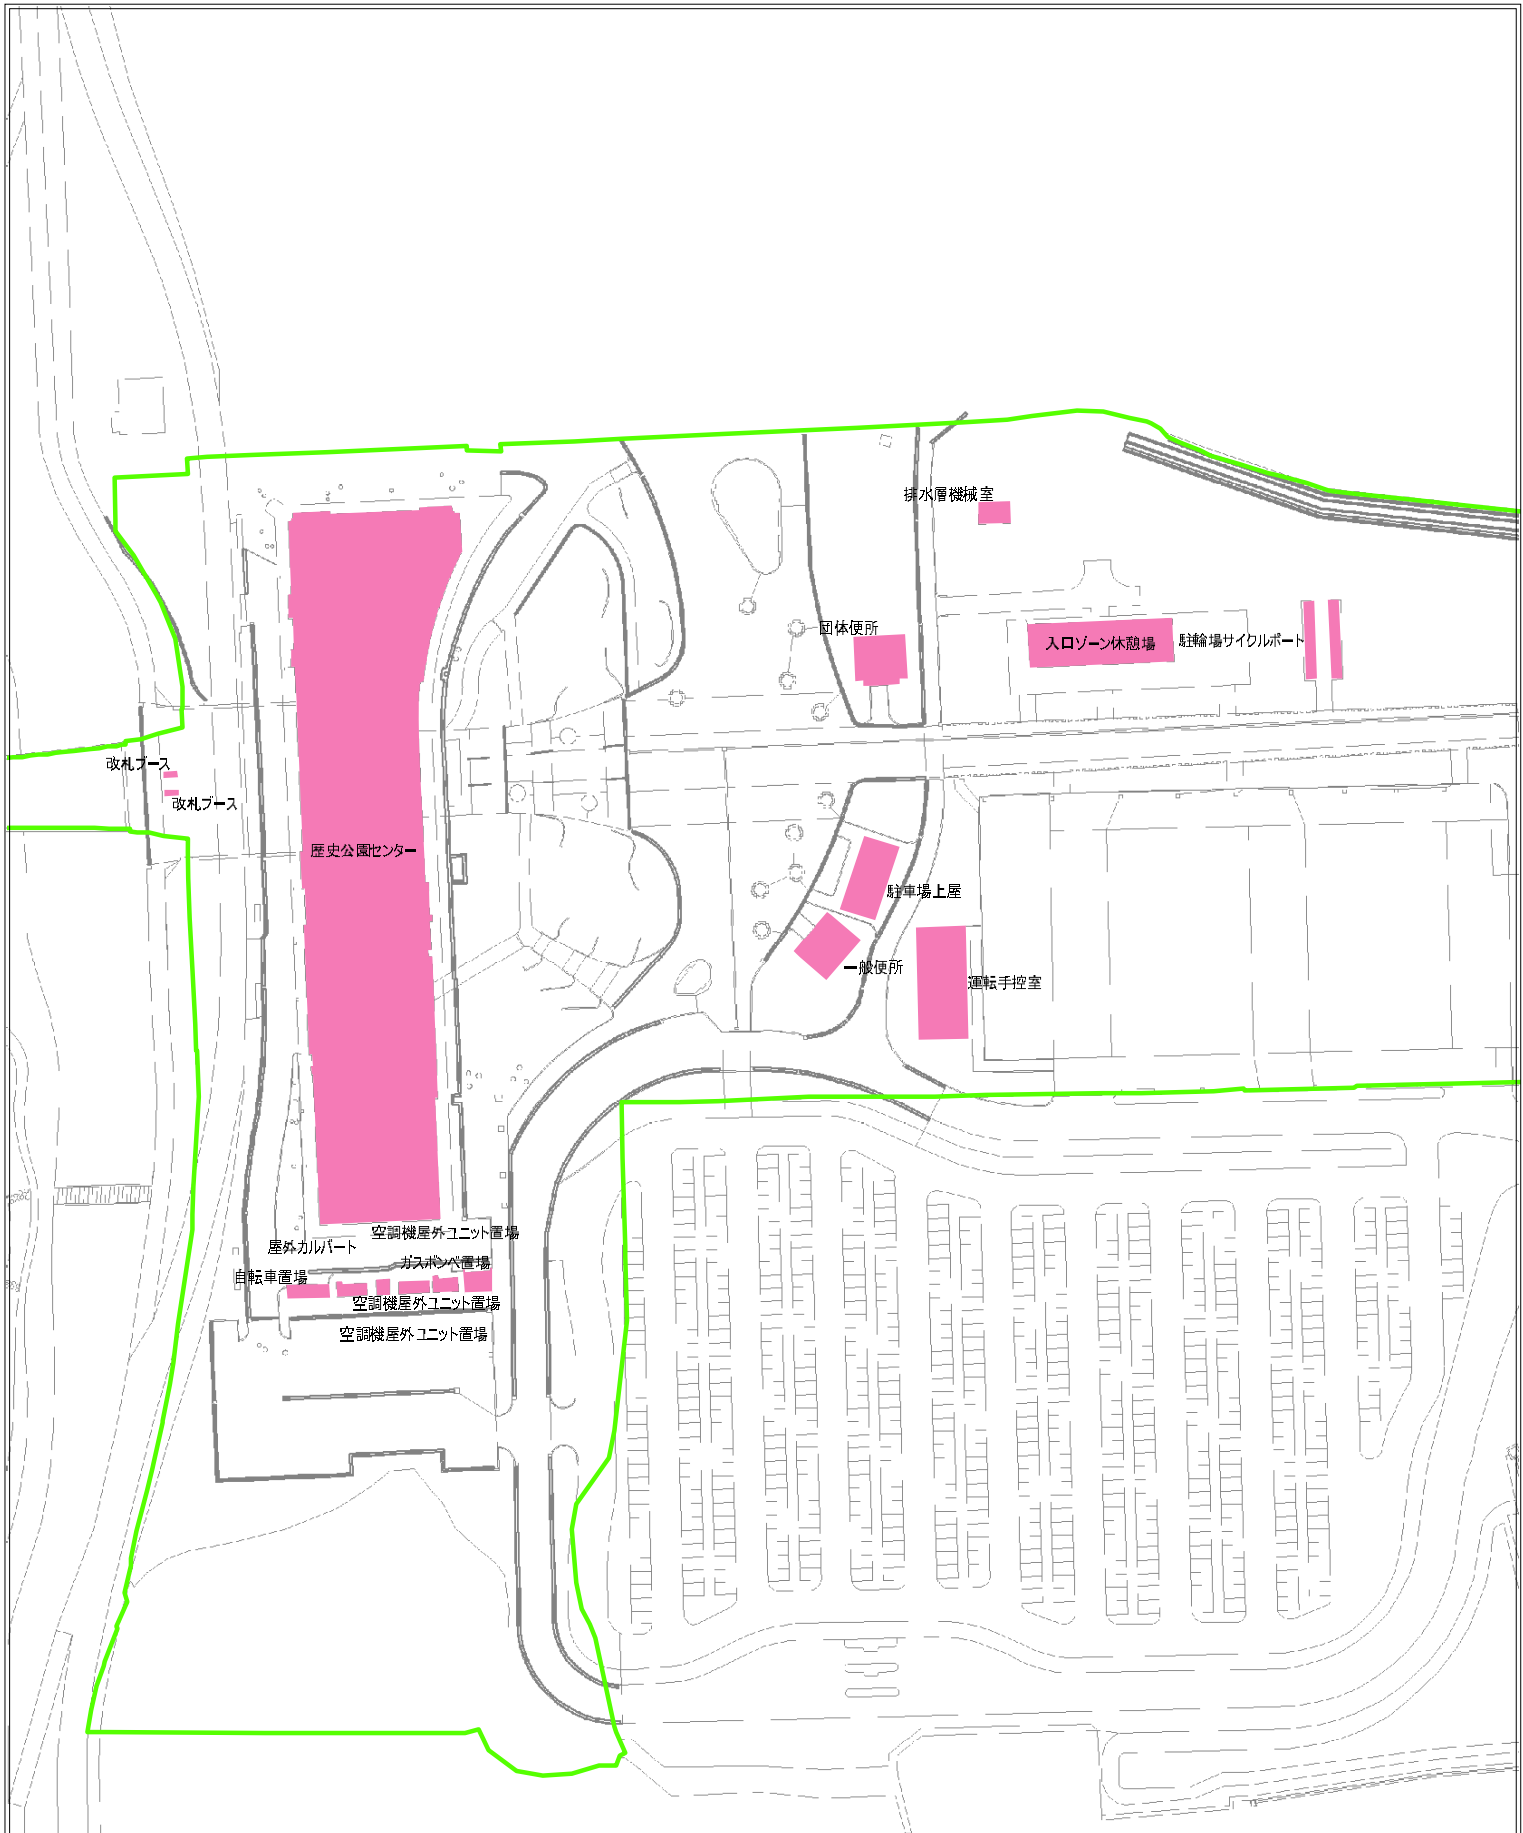 排水層機械室
団体便所
入口ゾーン休憩場
駐輪場サイクルポート
改札ブース
改札ブース
歴史公園センター
駐車場上屋
一般便所
運転手控室
空調機屋外ユニット置場
屋外カルバート
ガスボンベ置場
自転車置場
空調機屋外ユニット置場
空調機屋外ユニット置場